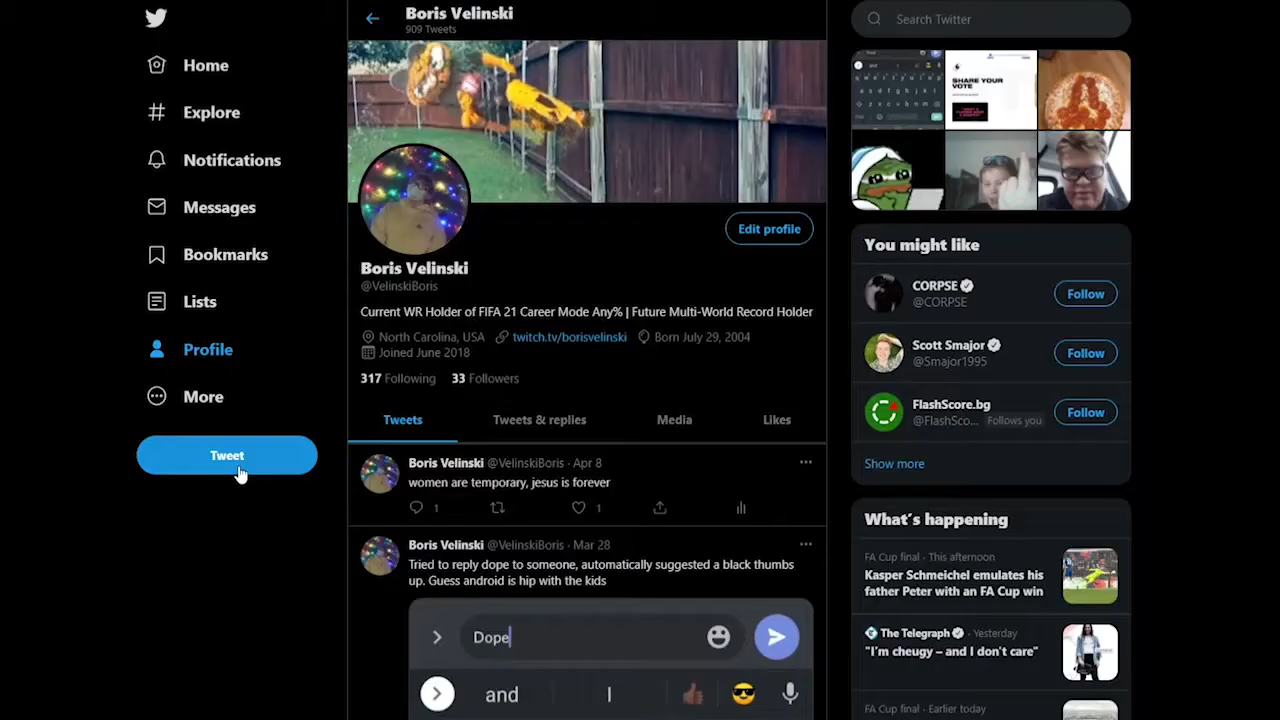 Home
Explore
Notifications
Messages
Bookmarks
Lists
Profile
More
Tweet
Boris Velinski
909 Tweets
Edit profile
Boris Velinski
@VelinskiBoris
Current WR Holder of FIFA 21 Career Mode Any% | Future Multi-World Record Holder
North Carolina, USA twitch.tv/borisvelinski Born July 29, 2004
Joined June 2018
317 Following 33 Followers
Tweets Tweets & replies Media Likes
Boris Velinski @VelinskiBoris · Apr 8
women are temporary, jesus is forever
1 1
Boris Velinski @VelinskiBoris · Mar 28
Tried to reply dope to someone, automatically suggested a black thumbs
up. Guess android is hip with the kids
Dope
and I
Search Twitter
SHARE YOUR
VOTE
You might like
CORPSE
@CORPSE
Follow
Scott Smajor
@Smajor1995
Follow
FlashScore.bg
@FlashSco... Follows you
Follow
Show more
What's happening
FA Cup final · This afternoon
Kasper Schmeichel emulates his
father Peter with an FA Cup win
The Telegraph · Yesterday
"I'm cheugy – and I don't care"
FA Cup final · Earlier today